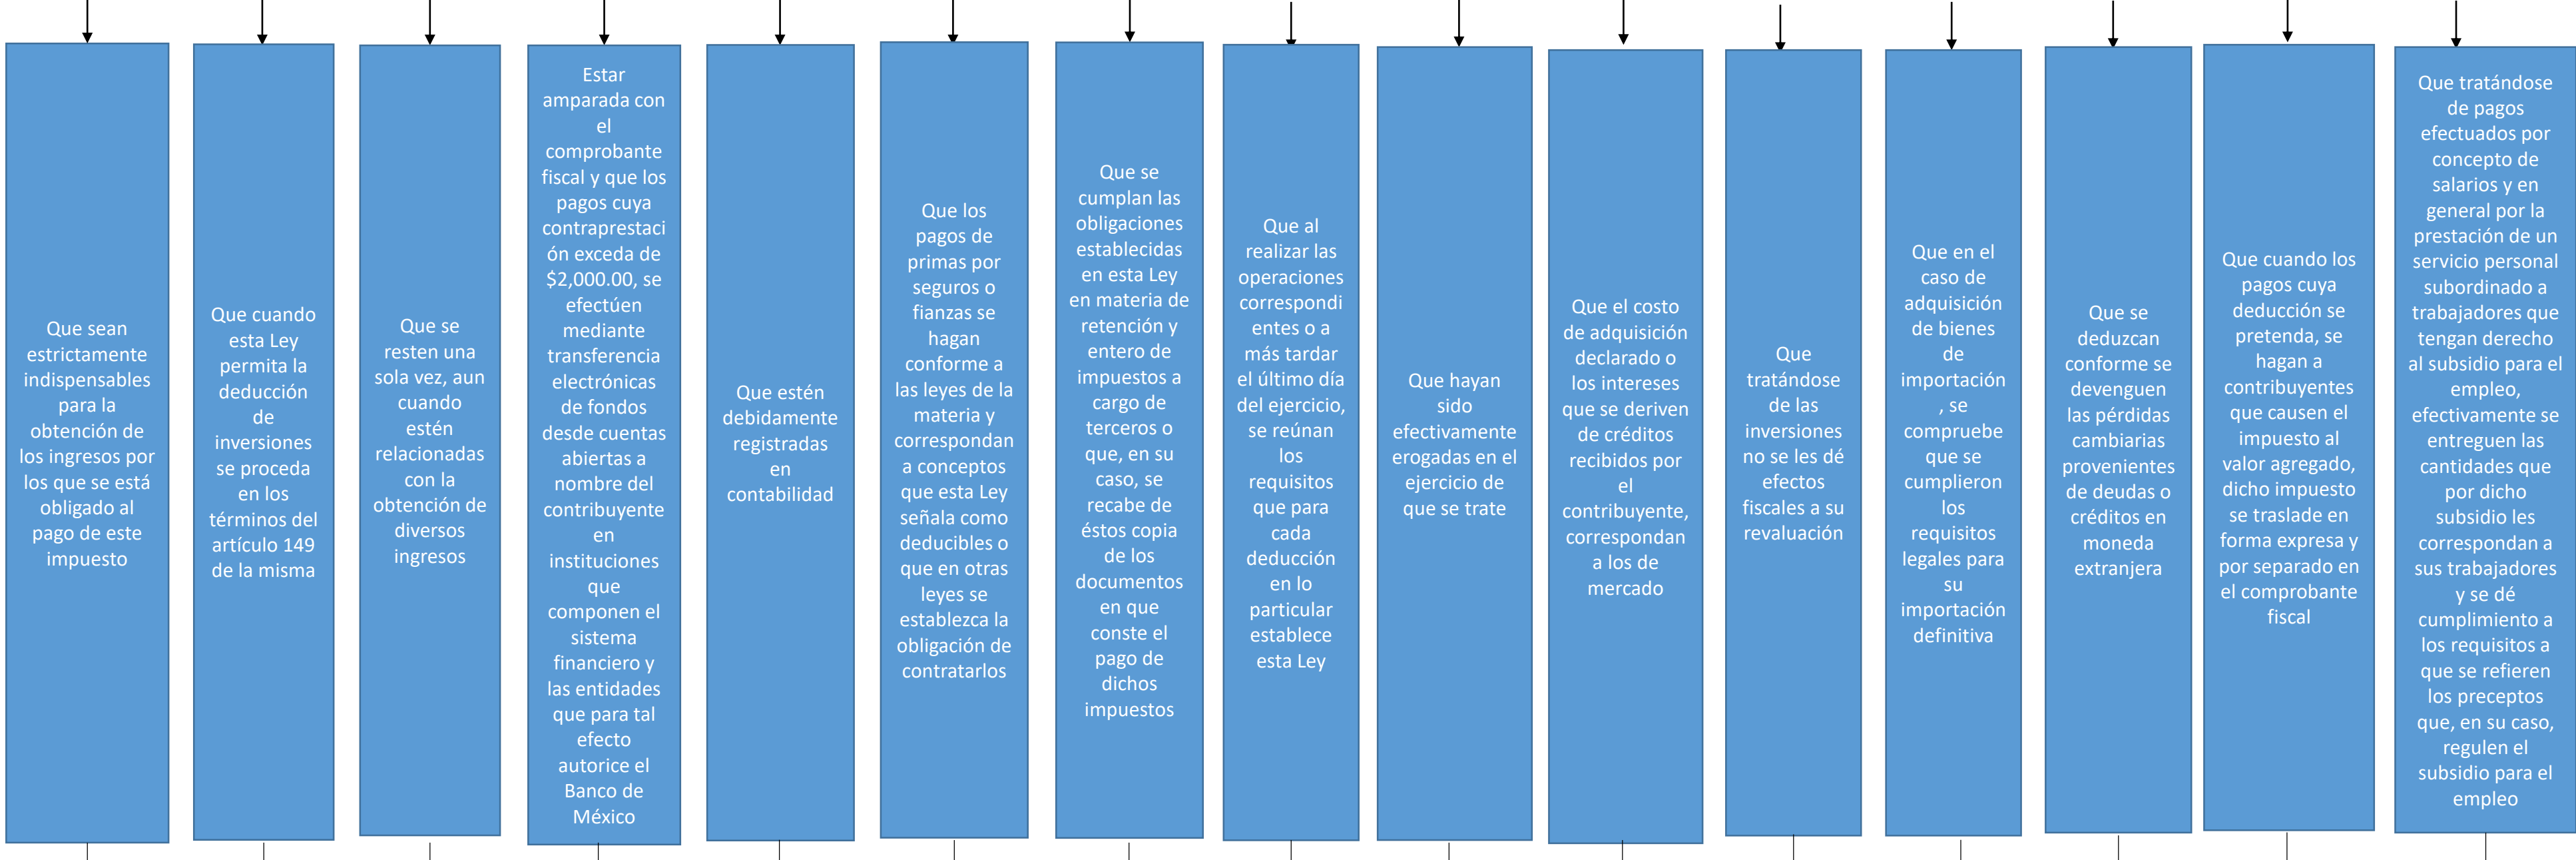 Que sean
estrictamente
indispensables
para la
obtención de
los ingresos por
los que se está
obligado al
pago de este
impuesto
Que cuando
esta Ley
permita la
deducción
de
inversiones
se proceda
en los
términos del
artículo 149
de la misma
Que se
resten una
sola vez, aun
cuando
estén
relacionadas
con la
obtención de
diversos
ingresos
Estar
amparada con
el
comprobante
fiscal y que los
pagos cuya
contraprestaci
ón exceda de
$2,000.00, se
efectúen
mediante
transferencia
electrónicas
de fondos
desde cuentas
abiertas a
nombre del
contribuyente
en
instituciones
que
componen el
sistema
financiero y
las entidades
que para tal
efecto
autorice el
Banco de
México
Que estén
debidamente
registradas
en
contabilidad
Que los
pagos de
primas por
seguros o
fianzas se
hagan
conforme a
las leyes de la
materia y
correspondan
a conceptos
que esta Ley
señala como
deducibles o
que en otras
leyes se
establezca la
obligación de
contratarlos
Que se
cumplan las
obligaciones
establecidas
en esta Ley
en materia de
retención y
entero de
impuestos a
cargo de
terceros o
que, en su
caso, se
recabe de
éstos copia
de los
documentos
en que
conste el
pago de
dichos
impuestos
Que al
realizar las
operaciones
correspondi
entes o a
más tardar
el último día
del ejercicio,
se reúnan
los
requisitos
que para
cada
deducción
en lo
particular
establece
esta Ley
Que hayan
sido
efectivamente
erogadas en el
ejercicio de
que se trate
Que el costo
de adquisición
declarado o
los intereses
que se deriven
de créditos
recibidos por
el
contribuyente,
correspondan
a los de
mercado
Que
tratándose
de las
inversiones
no se les dé
efectos
fiscales a su
revaluación
Que en el
caso de
adquisición
de bienes
de
importación
, se
compruebe
que se
cumplieron
los
requisitos
legales para
su
importación
definitiva
Que se
deduzcan
conforme se
devenguen
las pérdidas
cambiarias
provenientes
de deudas o
créditos en
moneda
extranjera
Que cuando los
pagos cuya
deducción se
pretenda, se
hagan a
contribuyentes
que causen el
impuesto al
valor agregado,
dicho impuesto
se traslade en
forma expresa y
por separado en
el comprobante
fiscal
Que tratándose
de pagos
efectuados por
concepto de
salarios y en
general por la
prestación de un
servicio personal
subordinado a
trabajadores que
tengan derecho
al subsidio para el
empleo,
efectivamente se
entreguen las
cantidades que
por dicho
subsidio les
correspondan a
sus trabajadores
y se dé
cumplimiento a
los requisitos a
que se refieren
los preceptos
que, en su caso,
regulen el
subsidio para el
empleo